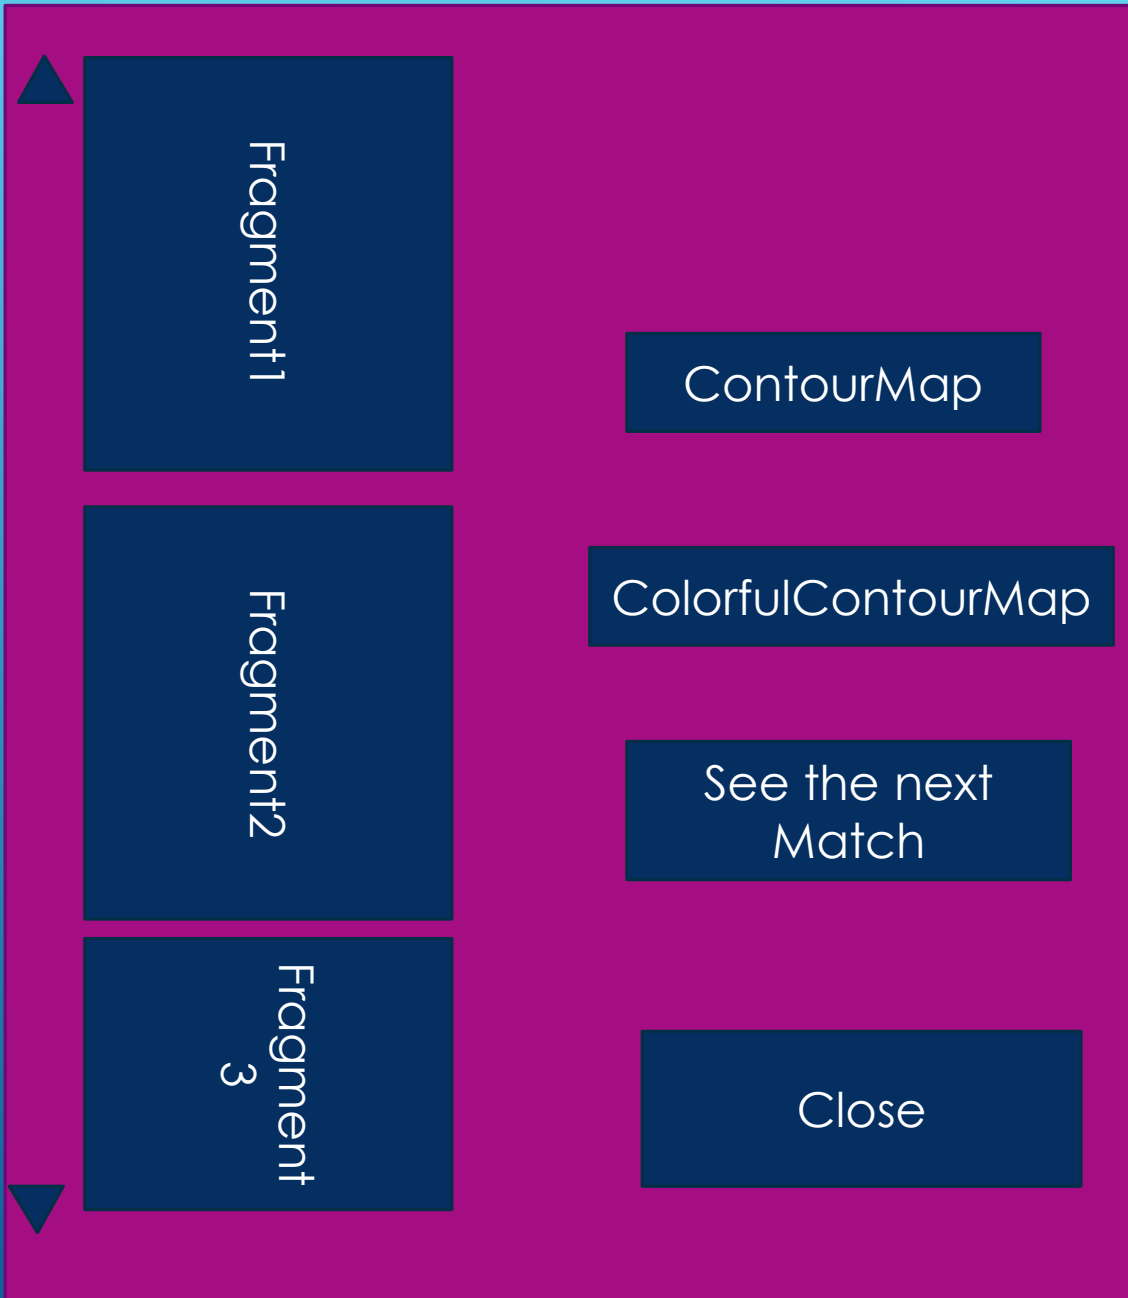 Fragment1
Fragment2
Fragment
3
ContourMap
ColorfulContourMap
See the next
Match
Close